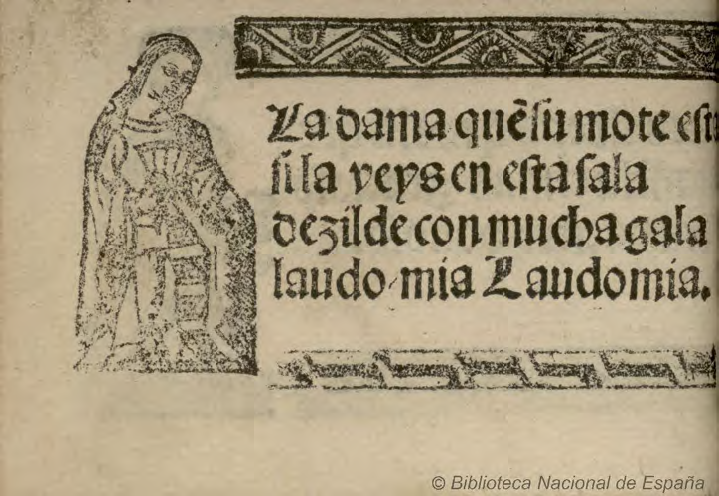 La dama quẽ su mote est
si la veys en esta sala
dezilde con mucha gala
laudo mia Laudomia.
© Biblioteca Nacional de España